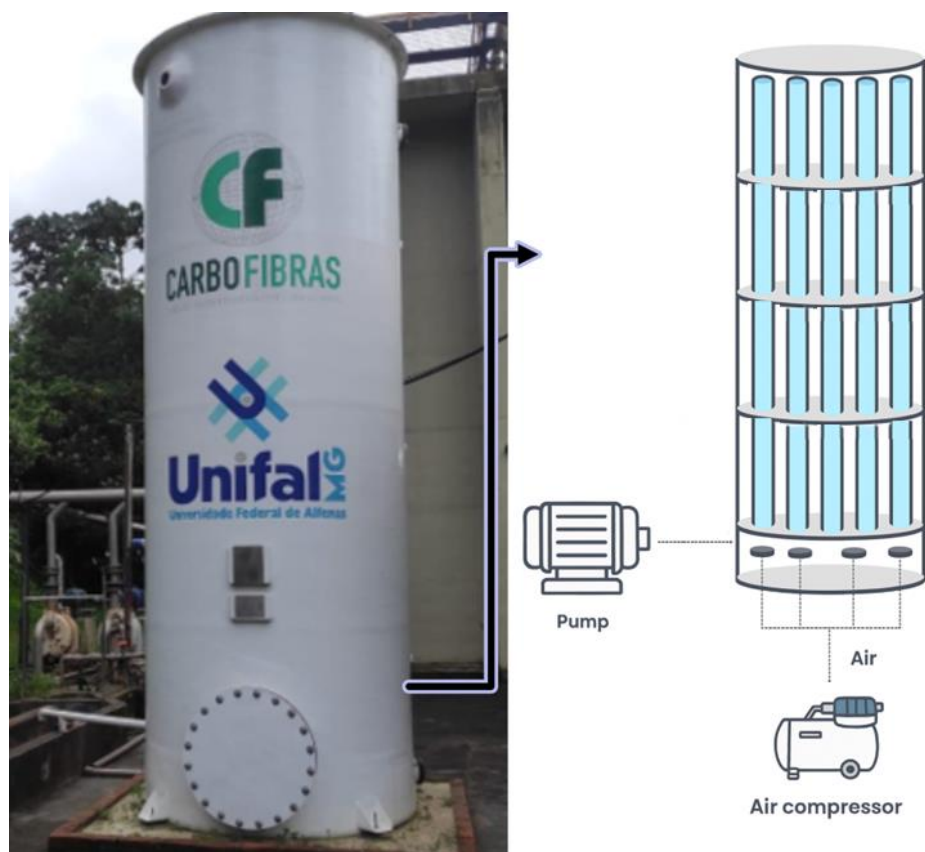 CF
CARBOFIBRAS
Unifal MG
Universidade Federal de Alfenas
Pump
Air
Air compressor